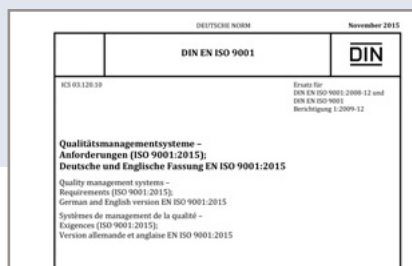 DEUTSCHE NORM
November 2015
DIN EN ISO 9001
DIN
ICS 03.120.10
Ersatz für
DIN EN ISO 9001:2008-12 und
DIN EN ISO 9001
Berichtigung 1:2009-12
Qualitätsmanagementsysteme –
Anforderungen (ISO 9001:2015);
Deutsche und Englische Fassung EN ISO 9001:2015
Quality management systems –
Requirements (ISO 9001:2015);
German and English version EN ISO 9001:2015
Systèmes de management de la qualité –
Exigences (ISO 9001:2015);
Version allemande et anglaise EN ISO 9001:2015